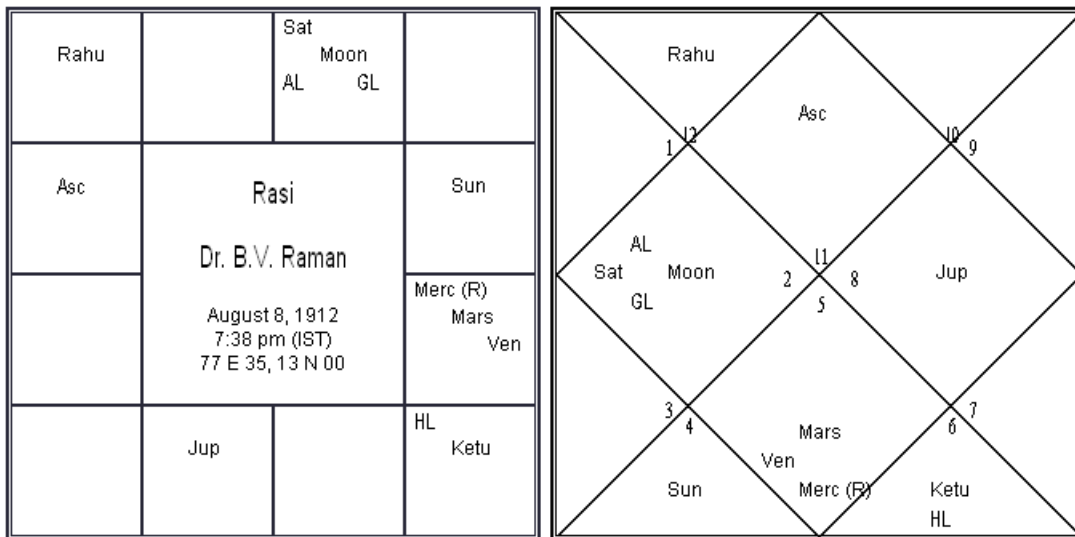 Rahu
Sat
Moon
AL GL
Asc
Sun
Rasi
Dr. B.V. Raman
August 8, 1912
7:38 pm (IST)
77 E 35, 13 N 00
Merc (R)
Mars
Ven
Jup
HL
Ketu
Rahu
Asc
12
1
10
9
AL
Sat Moon
GL
11
2 8
5
Jup
3
4
7
6
Mars
Ven
Sun
Merc (R)
Ketu
HL